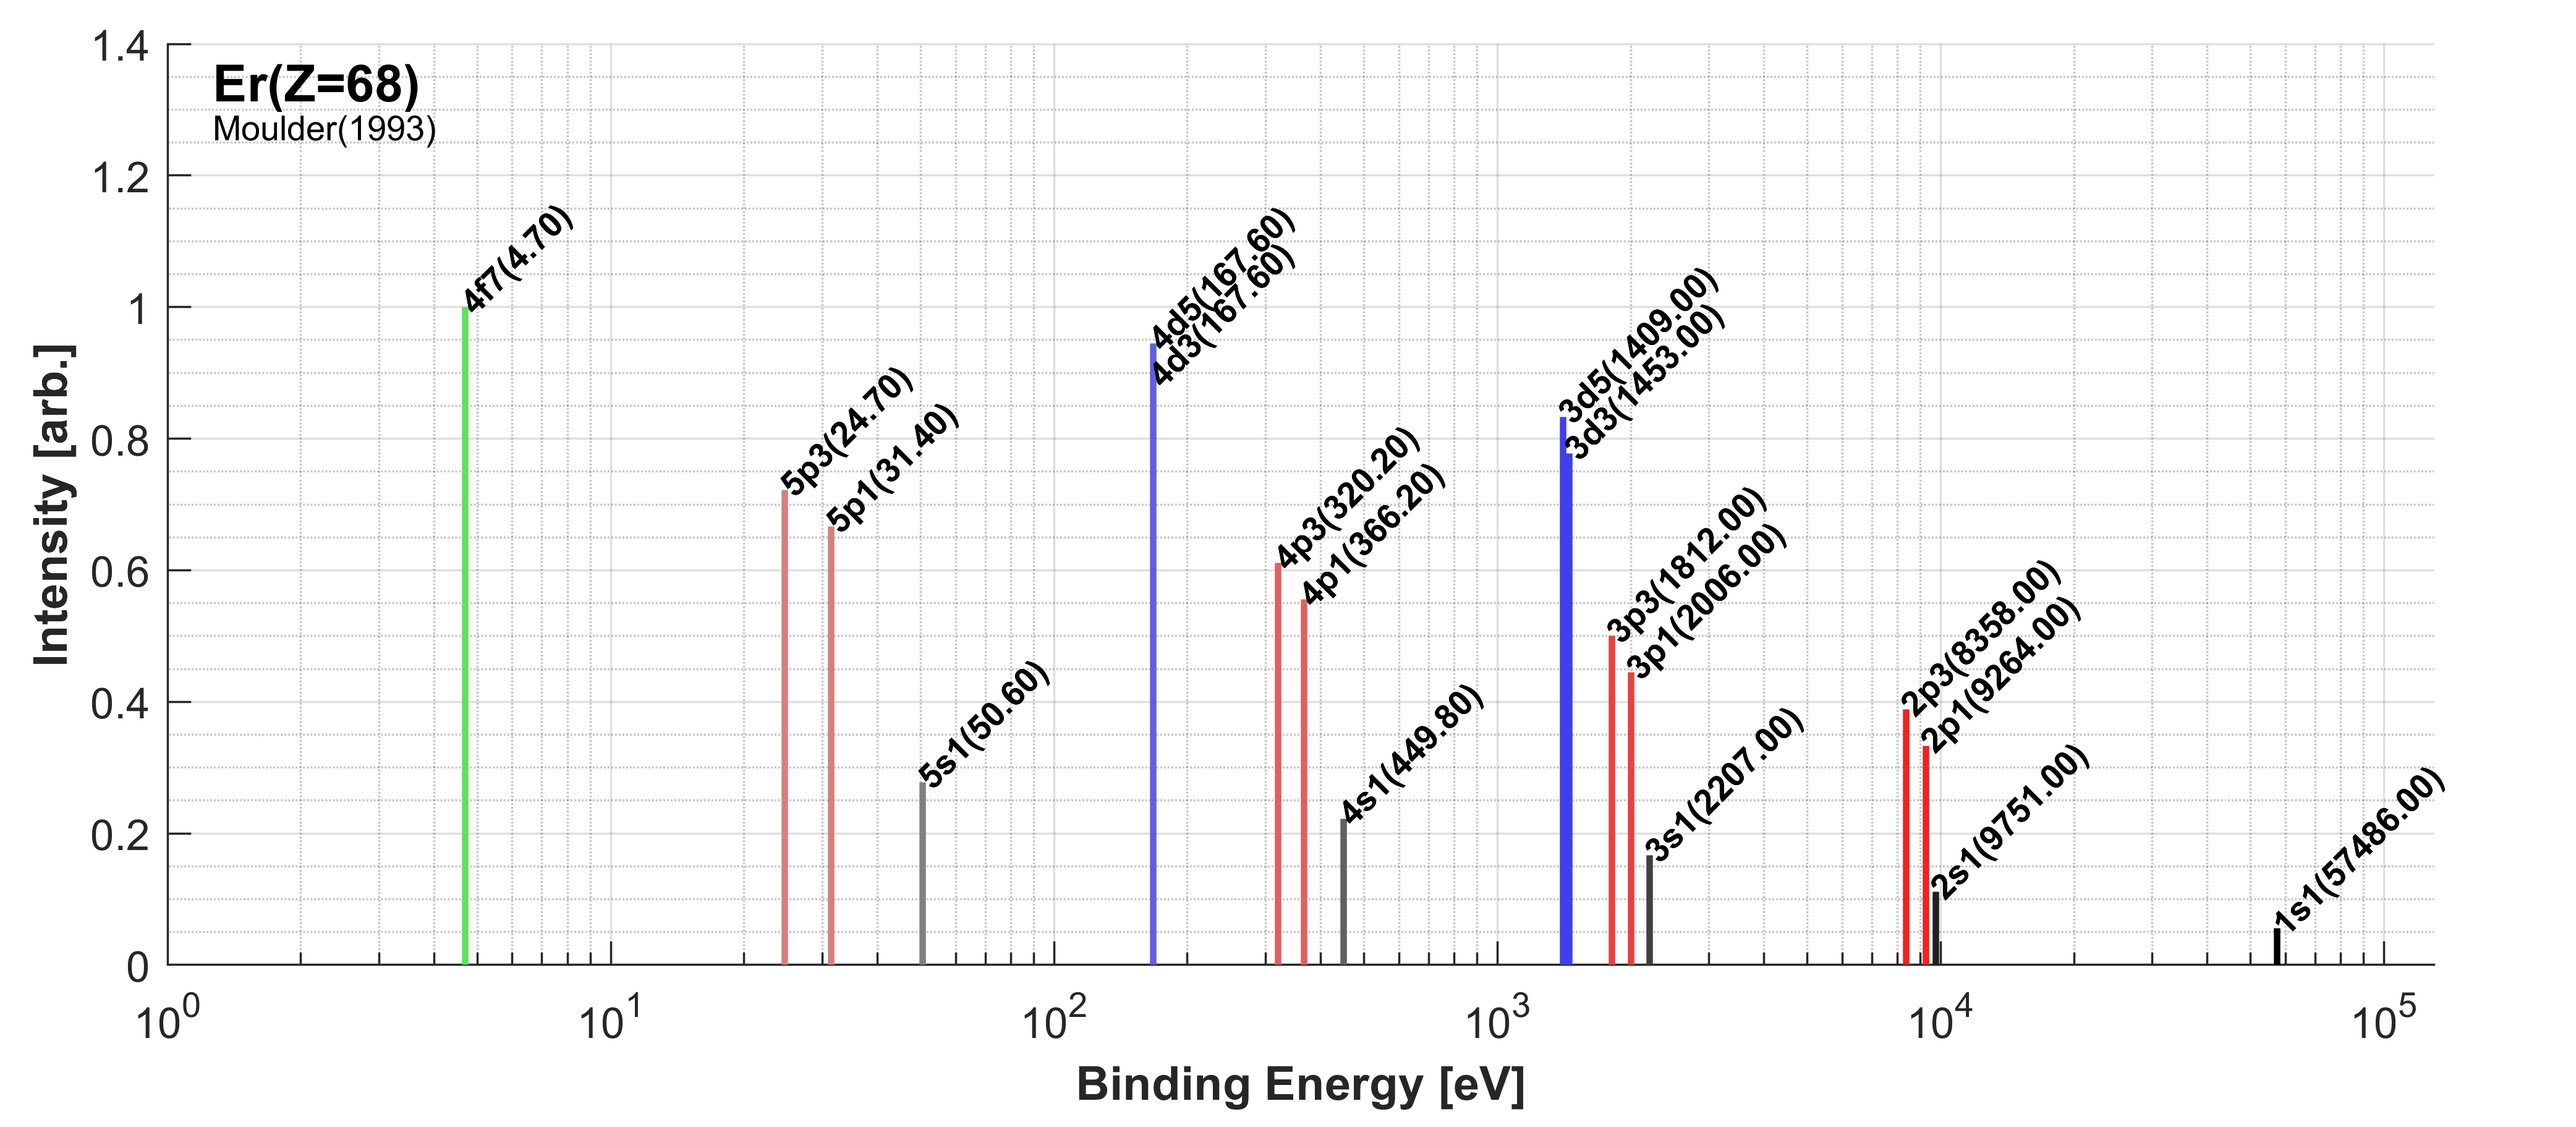 Er(Z=68)
Moulder(1993)
1.4
1.2
1
0.8
0.6
0.4
0.2
0
Intensity [arb.]
4f7(4.70)
5p3(24.70)
5p1(31.40)
5s1(50.60)
4d5(167.60)
4d3(167.60)
4p3(320.20)
4p1(366.20)
4s1(449.80)
3d5(1409.00)
3d3(1453.00)
3p3(1812.00)
3p1(2006.00)
3s1(2207.00)
2p3(8358.00)
2p1(9264.00)
2s1(9751.00)
1s1(57486.00)
10^0 10^1 10^2 10^3 10^4 10^5
Binding Energy [eV]